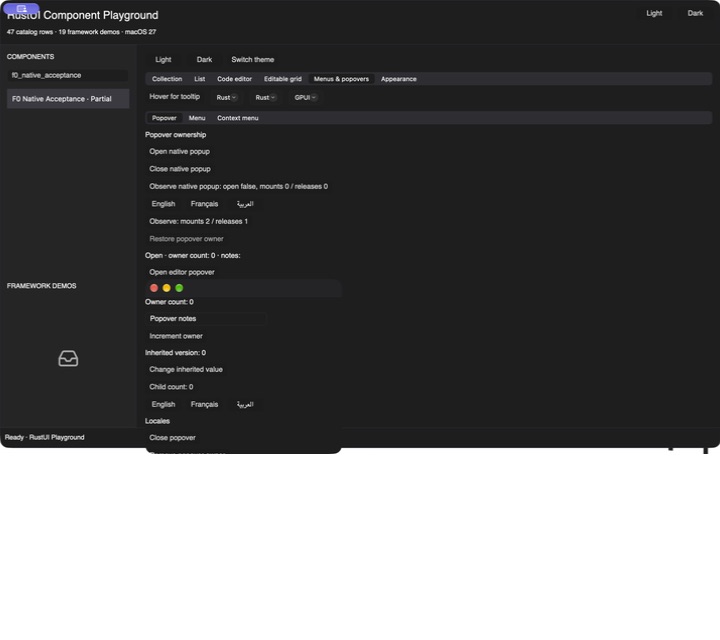 RustUI Component Playground
Light Dark
47 catalog rows · 19 framework demos · macOS 27
COMPONENTS
f0_native_acceptance
F0 Native Acceptance · Partial
FRAMEWORK DEMOS
Light Dark Switch theme
Collection List Code editor Editable grid Menus & popovers Appearance
Hover for tooltip Rust Rust GPUI
Popover Menu Context menu
Popover ownership
Open native popup
Close native popup
Observe native popup: open false, mounts 0 / releases 0
English Français العربية
Observe: mounts 2 / releases 1
Restore popover owner
Open · owner count: 0 · notes:
Open editor popover
Owner count: 0
Popover notes
Increment owner
Inherited version: 0
Change inherited value
Child count: 0
English Français العربية
Locales
Close popover
Ready · RustUI Playground